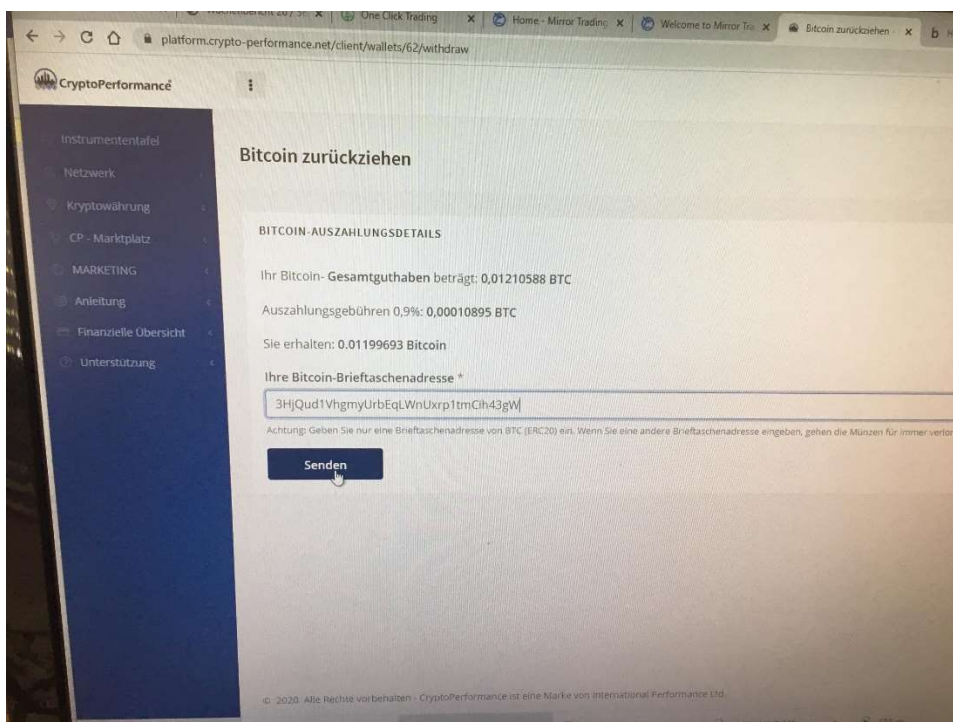 One Click Trading
Home - Mirror Trading
Welcome to Mirror Tra
Bitcoin zurückziehen
platform.crypto-performance.net/client/wallets/62/withdraw
CryptoPerformance
Instrumententafel
Netzwerk
Kryptowährung
CP - Marktplatz
MARKETING
Anleitung
Finanzielle Übersicht
Unterstützung
Bitcoin zurückziehen
BITCOIN-AUSZAHLUNGSDETAILS
Ihr Bitcoin- Gesamtguthaben beträgt: 0,01210588 BTC
Auszahlungsgebühren 0,9%: 0,00010895 BTC
Sie erhalten: 0.01199693 Bitcoin
Ihre Bitcoin-Brieftaschenadresse *
3HjQud1VhgmyUrbEqLWnUxrp1tmCih43gW
Achtung: Geben Sie nur eine Brieftaschenadresse von BTC (ERC20) ein. Wenn Sie eine andere Brieftaschenadresse eingeben, gehen die Münzen für immer verlor
Senden
© 2020 Alle Rechte vorbehalten - CryptoPerformance ist eine Marke von International Performance Ltd.